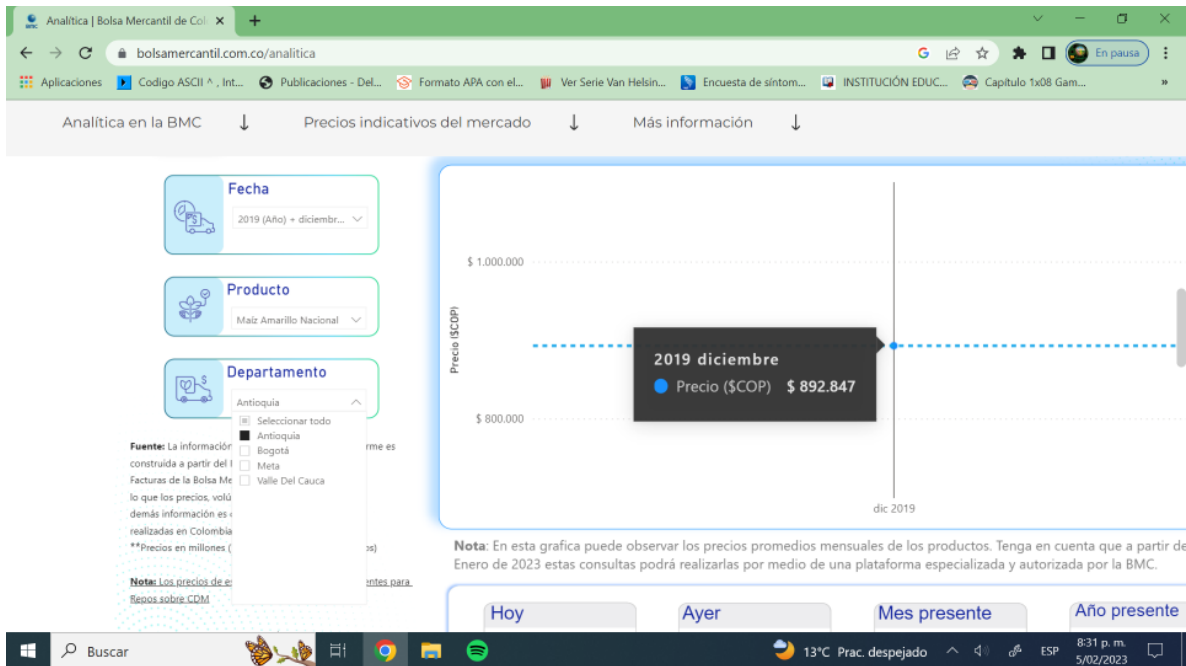 Analítica | Bolsa Mercantil de Col
bolsamercantil.com.co/analitica
En pausa
Aplicaciones
Codigo ASCII ^ , Int...
Publicaciones - Del...
Formato APA con el...
Ver Serie Van Helsin...
Encuesta de síntom...
INSTITUCIÓN EDUC...
Capítulo 1x08 Gam...
»
Analítica en la BMC ↓
Precios indicativos del mercado ↓
Más información ↓
Fecha
2019 (Año) + diciembr...
Producto
Maíz Amarillo Nacional
Departamento
Antioquia
Seleccionar todo
Antioquia
Bogotá
Meta
Valle Del Cauca
Fuente: La información rme es
construida a partir del
Facturas de la Bolsa Me
lo que los precios, volú
demás información es
realizadas en Colombia
**Precios en millones ( os)
Nota: Los precios de es entes para
Repos sobre CDM
Precio ($COP)
$ 1.000.000
$ 800.000
2019 diciembre
Precio ($COP) $ 892.847
dic 2019
Nota: En esta grafica puede observar los precios promedios mensuales de los productos. Tenga en cuenta que a partir de
Enero de 2023 estas consultas podrá realizarlas por medio de una plataforma especializada y autorizada por la BMC.
Hoy
Ayer
Mes presente
Año presente
Buscar
13°C Prac. despejado
ESP
8:31 p. m.
5/02/2023